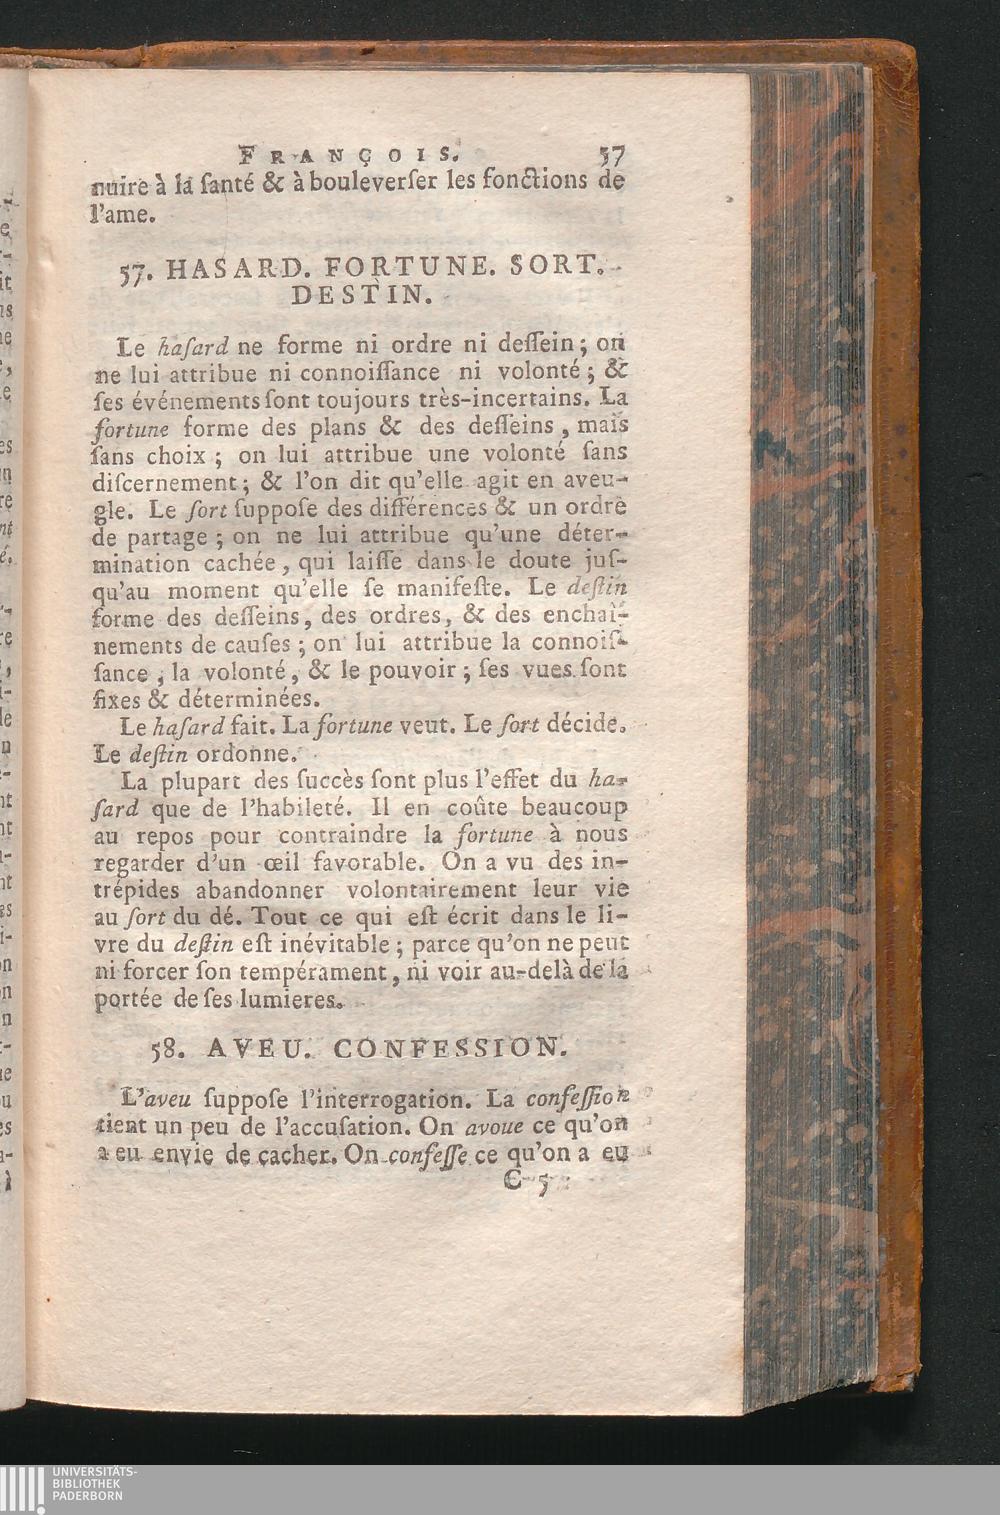 FRANÇOIS. 57
nuire à la ſanté & à bouleverſer les fonctions de
l'ame.
57. HASARD. FORTUNE. SORT.
DESTIN.
Le haſard ne forme ni ordre ni deſſein; on
ne lui attribue ni connoiſſance ni volonté; &
ſes événements ſont toujours très-incertains. La
fortune forme des plans & des deſſeins, mais
ſans choix; on lui attribue une volonté ſans
diſcernement; & l'on dit qu'elle agit en aveu-
gle. Le ſort ſuppoſe des différences & un ordre
de partage; on ne lui attribue qu'une déter-
mination cachée, qui laiſſe dans le doute juſ-
qu'au moment qu'elle ſe manifeſte. Le deſtin
forme des deſſeins, des ordres, & des enchaî-
nements de cauſes; on lui attribue la connoiſ-
ſance, la volonté, & le pouvoir; ſes vues ſont
fixes & déterminées.
Le haſard fait. La fortune veut. Le ſort décide.
Le deſtin ordonne.
La plupart des ſuccès ſont plus l'effet du ha-
ſard que de l'habileté. Il en coûte beaucoup
au repos pour contraindre la fortune à nous
regarder d'un œil favorable. On a vu des in-
trépides abandonner volontairement leur vie
au ſort du dé. Tout ce qui eſt écrit dans le li-
vre du deſtin eſt inévitable; parce qu'on ne peut
ni forcer ſon tempérament, ni voir au-delà de la
portée de ſes lumieres.
58. AVEU. CONFESSION.
L'aveu ſuppoſe l'interrogation. La confeſſion
tient un peu de l'accuſation. On avoue ce qu'on
a eu envie de cacher. On confeſſe ce qu'on a eu
C 5
UNIVERSITÄTS-
BIBLIOTHEK
PADERBORN